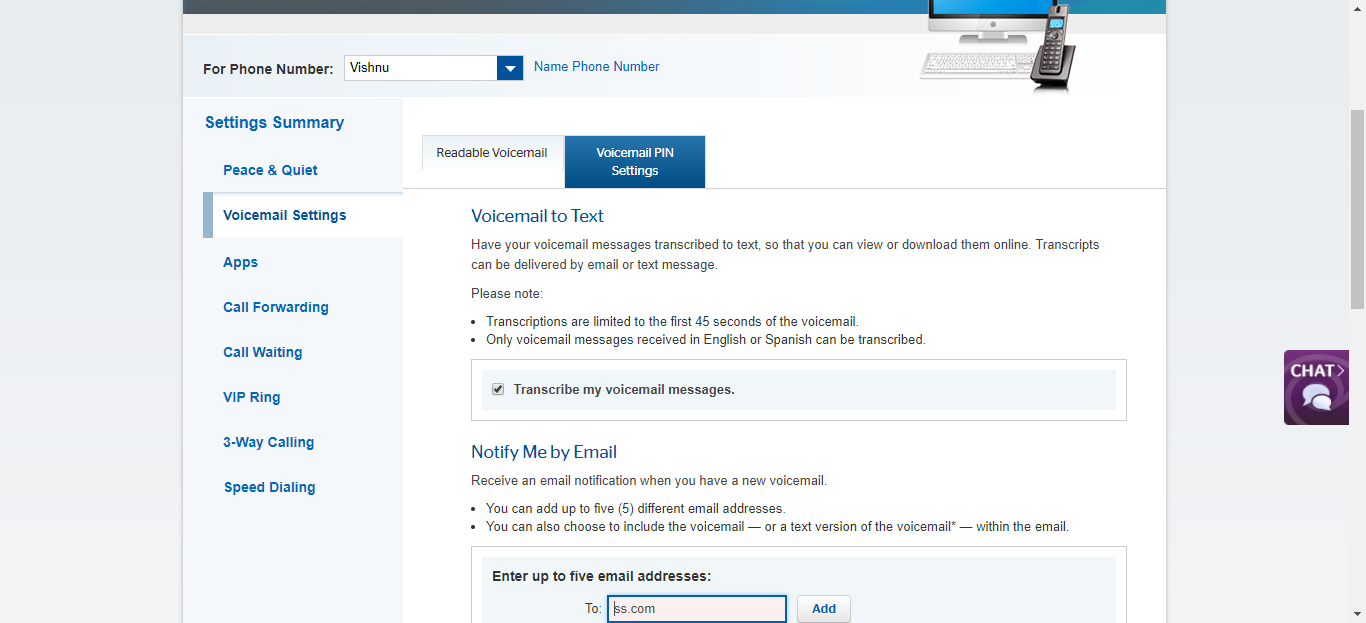 For Phone Number:
Vishnu
Name Phone Number
Settings Summary
Peace & Quiet
Voicemail Settings
Apps
Call Forwarding
Call Waiting
VIP Ring
3-Way Calling
Speed Dialing
Readable Voicemail
Voicemail PIN
Settings
Voicemail to Text
Have your voicemail messages transcribed to text, so that you can view or download them online. Transcripts
can be delivered by email or text message.
Please note:
• Transcriptions are limited to the first 45 seconds of the voicemail.
• Only voicemail messages received in English or Spanish can be transcribed.
Transcribe my voicemail messages.
Notify Me by Email
Receive an email notification when you have a new voicemail.
• You can add up to five (5) different email addresses.
• You can also choose to include the voicemail — or a text version of the voicemail* — within the email.
Enter up to five email addresses:
To: ss.com Add
CHAT>